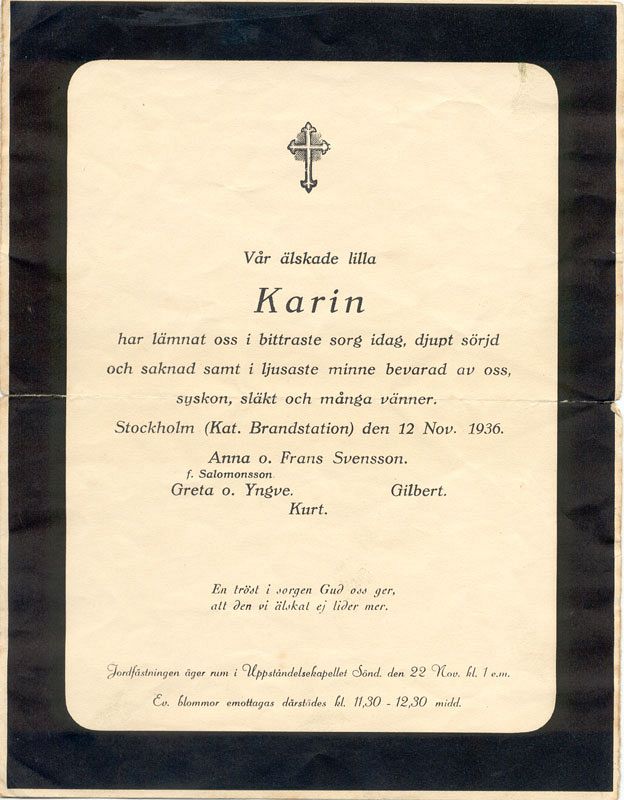 Vår älskade lilla
Karin
har lämnat oss i bittraste sorg idag, djupt sörjd
och saknad samt i ljusaste minne bevarad av oss,
syskon, släkt och många vänner.
Stockholm (Kat. Brandstation) den 12 Nov. 1936.
Anna o. Frans Svensson.
f. Salomonsson
Greta o. Yngve. Gilbert.
Kurt.
En tröst i sorgen Gud oss ger,
att den vi älskat ej lider mer.
Jordfästningen äger rum i Uppståndelsekapellet Sönd. den 22 Nov. kl. 1 e.m.
Ev. blommor emottagas därstädes kl. 11,30 - 12,30 midd.